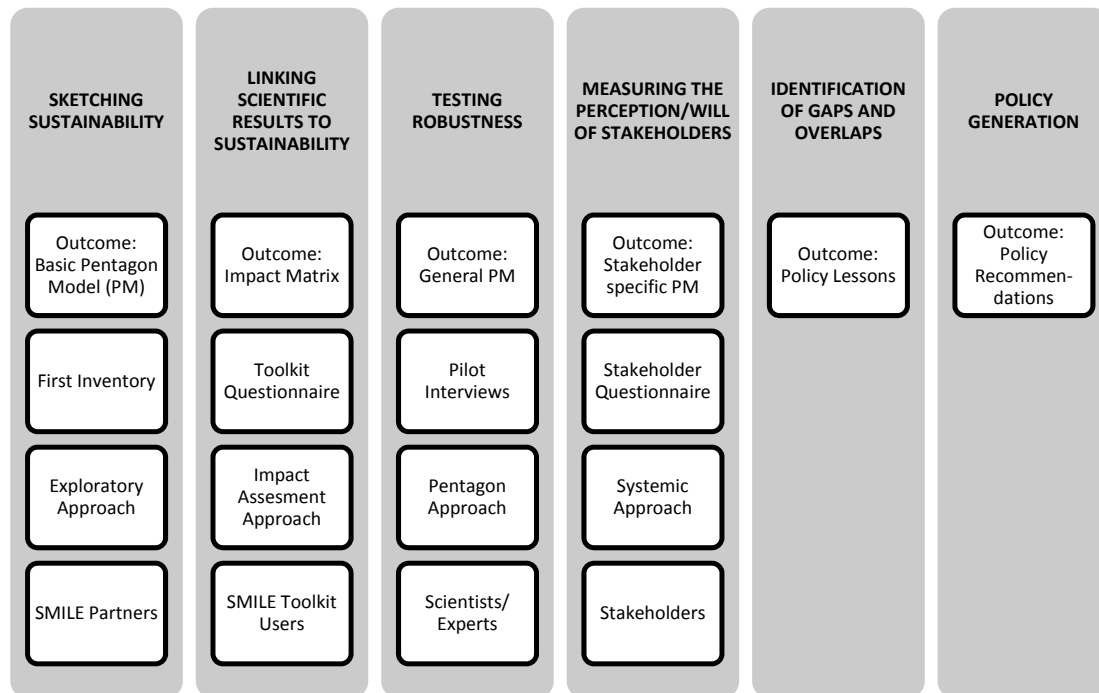 SKETCHING
SUSTAINABILITY
LINKING
SCIENTIFIC
RESULTS TO
SUSTAINABILITY
TESTING
ROBUSTNESS
MEASURING THE
PERCEPTION/WILL
OF STAKEHOLDERS
IDENTIFICATION
OF GAPS AND
OVERLAPS
POLICY
GENERATION
Outcome:
Basic Pentagon
Model (PM)
Outcome:
Impact Matrix
Outcome:
General PM
Outcome:
Stakeholder
specific PM
Outcome:
Policy Lessons
Outcome:
Policy
Recommen-
dations
First Inventory
Toolkit
Questionnaire
Pilot
Interviews
Stakeholder
Questionnaire
Exploratory
Approach
Impact
Assesment
Approach
Pentagon
Approach
Systemic
Approach
SMILE Partners
SMILE Toolkit
Users
Scientists/
Experts
Stakeholders